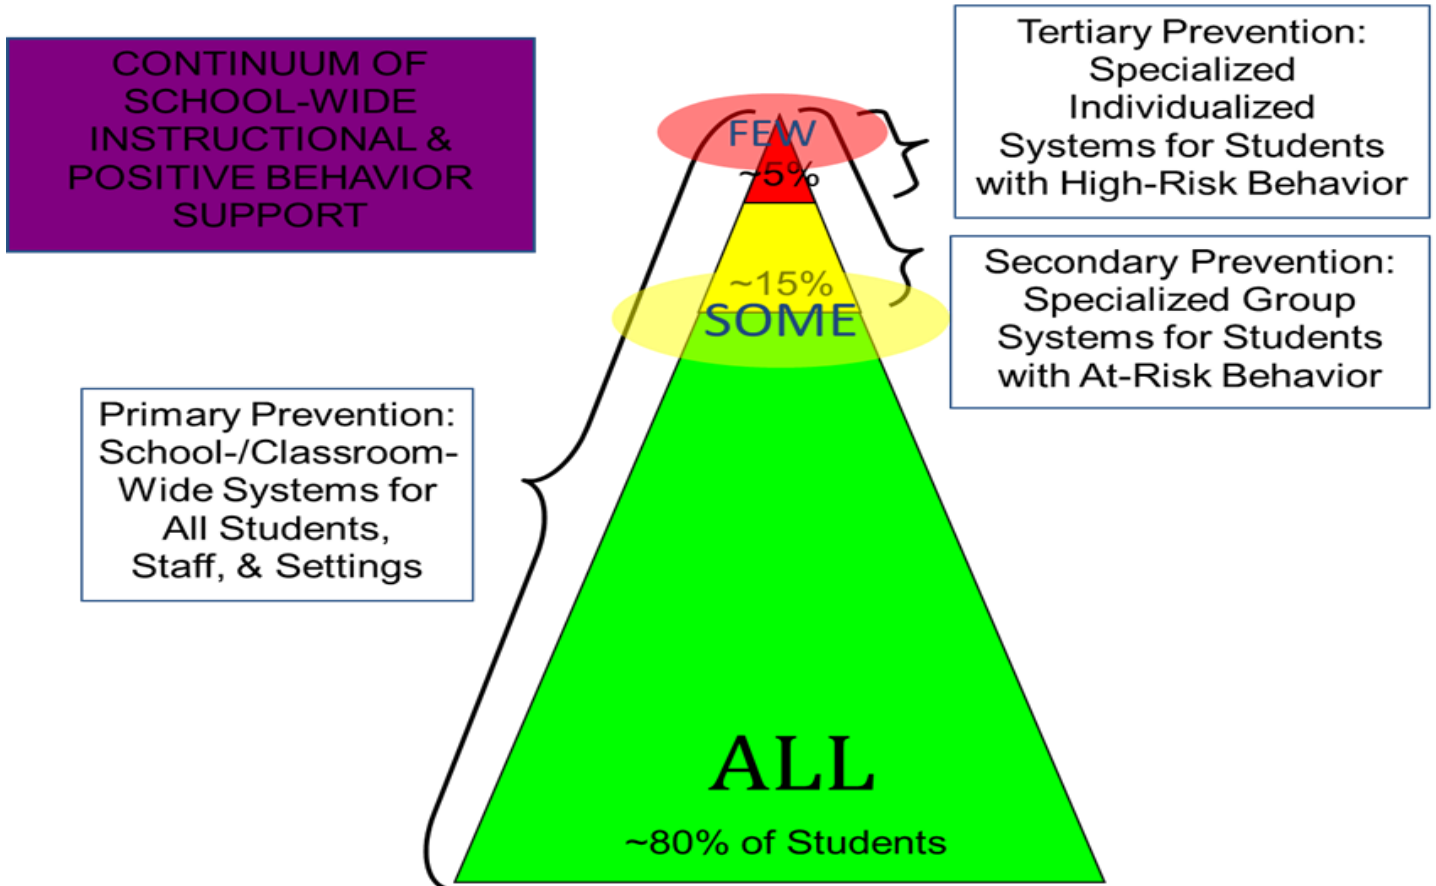 CONTINUUM OF
SCHOOL-WIDE
INSTRUCTIONAL &
POSITIVE BEHAVIOR
SUPPORT
Tertiary Prevention:
Specialized
Individualized
Systems for Students
with High-Risk Behavior
FEW
~5%
Secondary Prevention:
Specialized Group
Systems for Students
with At-Risk Behavior
~15%
SOME
Primary Prevention:
School-/Classroom-
Wide Systems for
All Students,
Staff, & Settings
ALL
~80% of Students